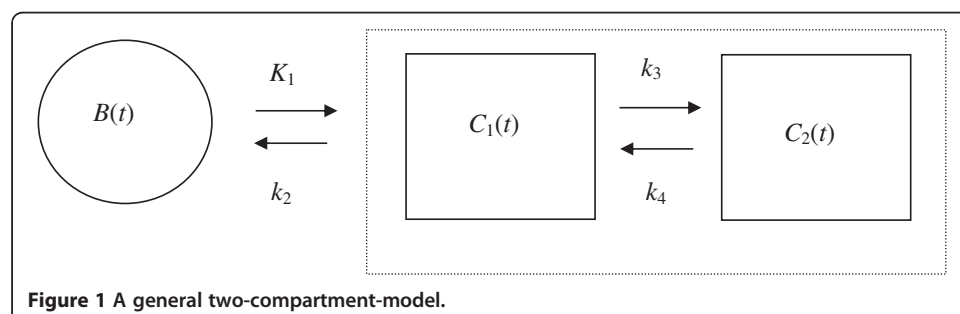 B(t)
K₁
k₂
C₁(t)
k₃
k₄
C₂(t)
Figure 1 A general two-compartment-model.